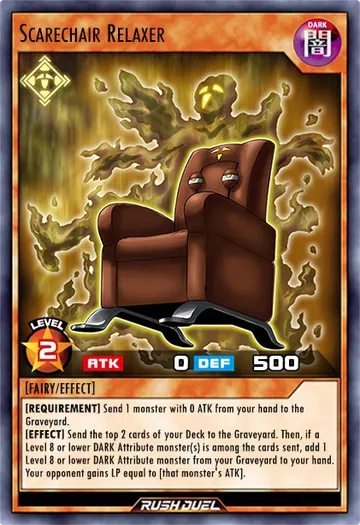 SCARECHAIR RELAXER
DARK
闇
LEVEL
2
ATK 0 DEF 500
[FAIRY/EFFECT]
[REQUIREMENT] Send 1 monster with 0 ATK from your hand to the
Graveyard.
[EFFECT] Send the top 2 cards of your Deck to the Graveyard. Then, if a
Level 8 or lower DARK Attribute monster(s) is among the cards sent, add 1
Level 8 or lower DARK Attribute monster from your Graveyard to your hand.
Your opponent gains LP equal to [that monster's ATK].
RUSH DUEL